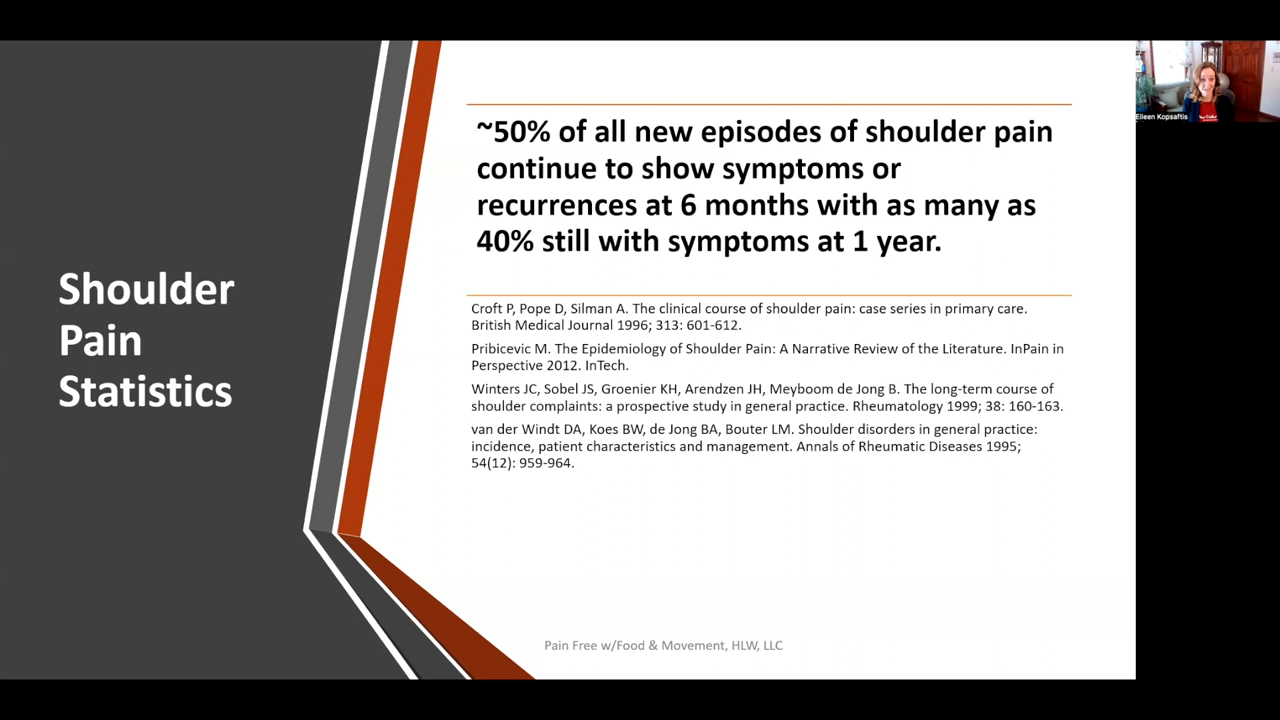 Shoulder
Pain
Statistics
~50% of all new episodes of shoulder pain
continue to show symptoms or
recurrences at 6 months with as many as
40% still with symptoms at 1 year.
Croft P, Pope D, Silman A. The clinical course of shoulder pain: case series in primary care.
British Medical Journal 1996; 313: 601-612.
Pribicevic M. The Epidemiology of Shoulder Pain: A Narrative Review of the Literature. InPain in
Perspective 2012. InTech.
Winters JC, Sobel JS, Groenier KH, Arendzen JH, Meyboom de Jong B. The long-term course of
shoulder complaints: a prospective study in general practice. Rheumatology 1999; 38: 160-163.
van der Windt DA, Koes BW, de Jong BA, Bouter LM. Shoulder disorders in general practice:
incidence, patient characteristics and management. Annals of Rheumatic Diseases 1995;
54(12): 959-964.
Pain Free w/Food & Movement, HLW, LLC
Eileen Kopsaftis